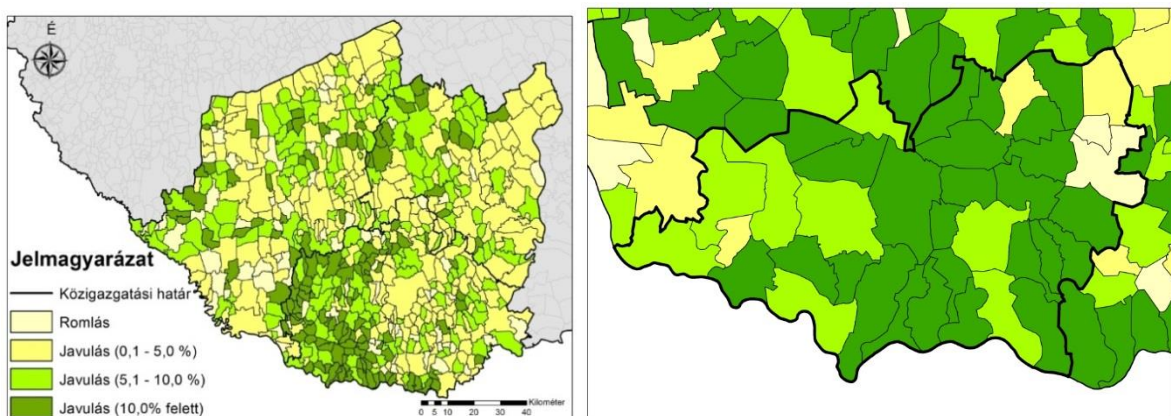 É
Jelmagyarázat
Közigazgatási határ
Romlás
Javulás (0,1 - 5,0 %)
Javulás (5,1 - 10,0 %)
Javulás (10,0% felett)
Kilométer
0 5 10 20 30 40